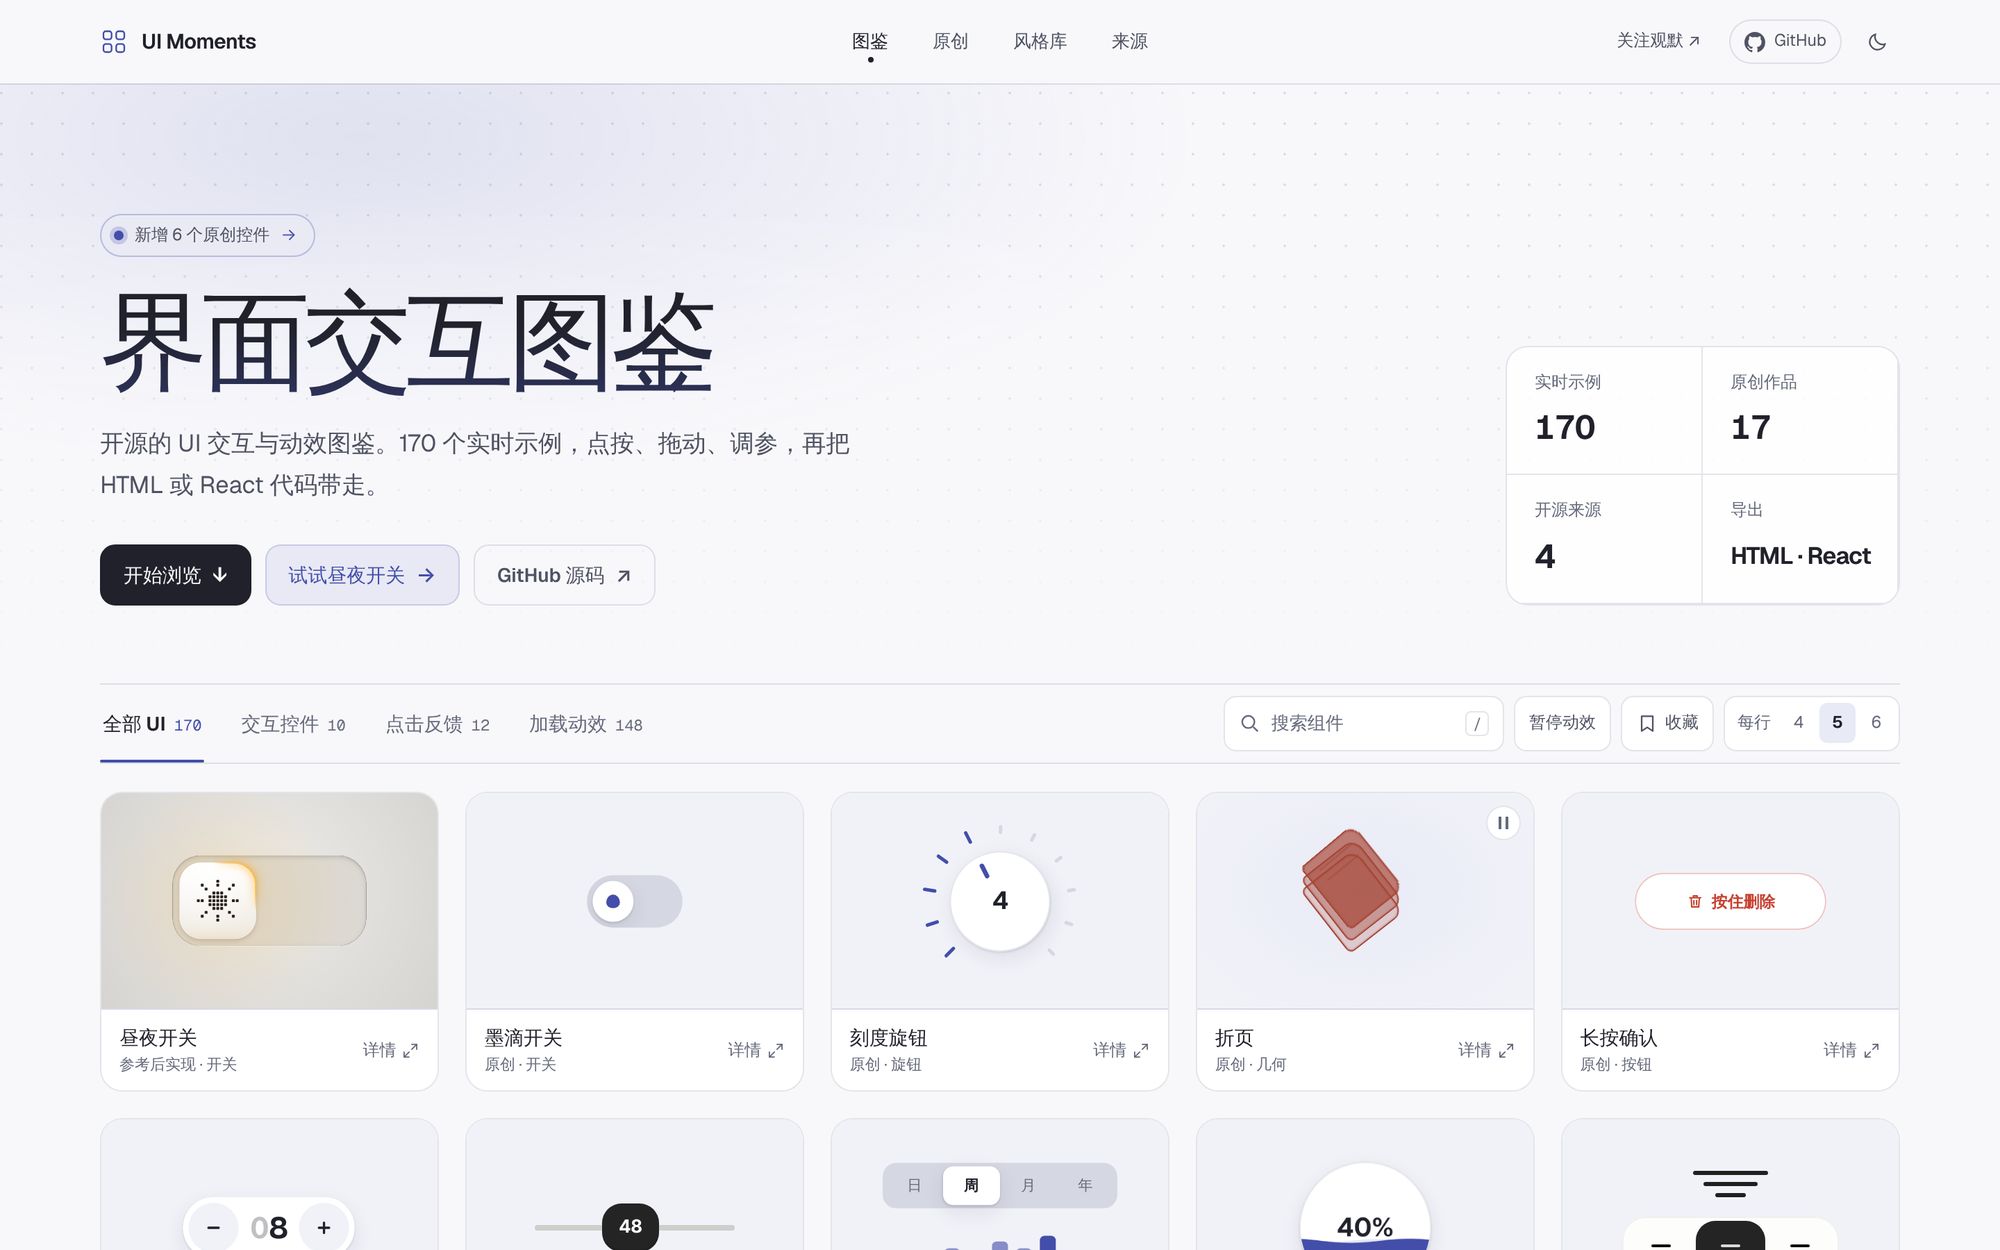 UI Moments
图鉴
原创
风格库
来源
关注观默
GitHub
新增 6 个原创控件
界面交互图鉴
开源的 UI 交互与动效图鉴。170 个实时示例，点按、拖动、调参，再把
HTML 或 React 代码带走。
开始浏览
试试昼夜开关
GitHub 源码
实时示例
170
原创作品
17
开源来源
4
导出
HTML · React
全部 UI 170
交互控件 10
点击反馈 12
加载动效 148
搜索组件 /
暂停动效
收藏
每行 4 5 6
4
按住删除
昼夜开关
参考后实现 · 开关
详情
墨滴开关
原创 · 开关
详情
刻度旋钮
原创 · 旋钮
详情
折页
原创 · 几何
详情
长按确认
原创 · 按钮
详情
08
48
日 周 月 年
40%